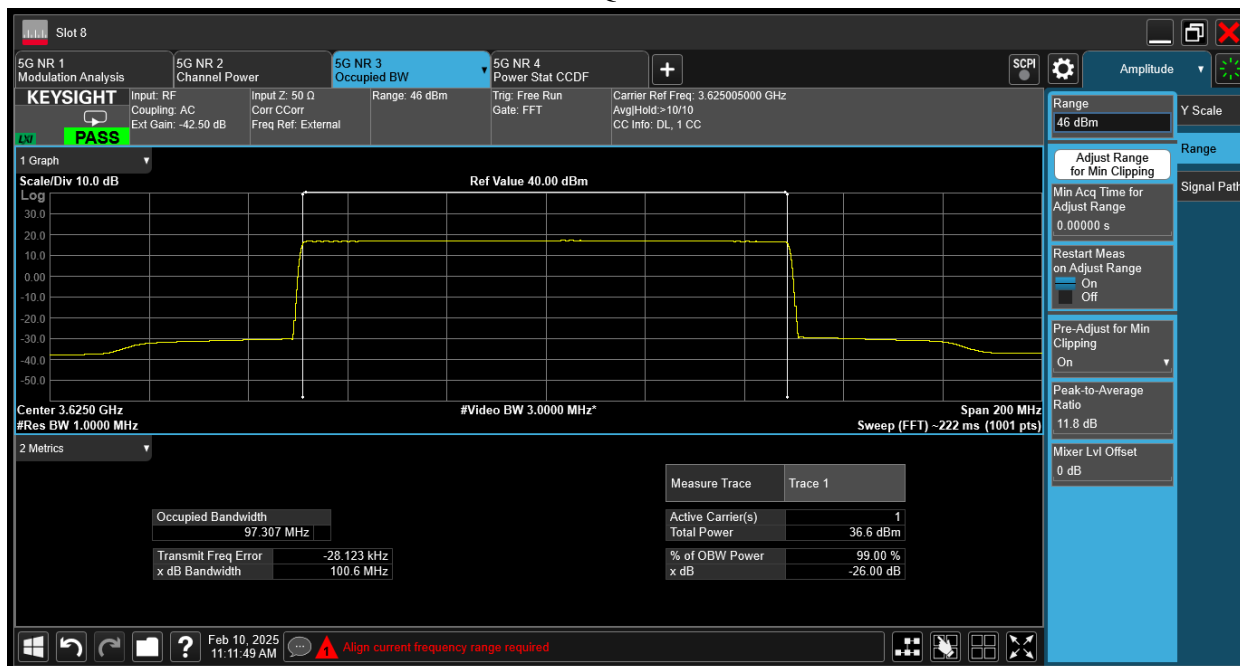 Slot 8
5G NR 1
Modulation Analysis
5G NR 2
Channel Power
5G NR 3
Occupied BW
5G NR 4
Power Stat CCDF
SCPI
Amplitude
KEYSIGHT
LXI
PASS
Input: RF
Coupling: AC
Ext Gain: -42.50 dB
Input Z: 50 Ω
Corr CCorr
Freq Ref: External
Range: 46 dBm
Trig: Free Run
Gate: FFT
Carrier Ref Freq: 3.625005000 GHz
Avg|Hold:>10/10
CC Info: DL, 1 CC
1 Graph
Scale/Div 10.0 dB
Ref Value 40.00 dBm
Log
30.0
20.0
10.0
0.00
-10.0
-20.0
-30.0
-40.0
-50.0
Center 3.6250 GHz
#Video BW 3.0000 MHz*
Span 200 MHz
#Res BW 1.0000 MHz
Sweep (FFT) ~222 ms (1001 pts)
2 Metrics
Measure Trace Trace 1
Occupied Bandwidth
97.307 MHz
Active Carrier(s) 1
Total Power 36.6 dBm
Transmit Freq Error -28.123 kHz
x dB Bandwidth 100.6 MHz
% of OBW Power 99.00 %
x dB -26.00 dB
Range
46 dBm
Adjust Range
for Min Clipping
Min Acq Time for
Adjust Range
0.00000 s
Restart Meas
on Adjust Range
On
Off
Pre-Adjust for Min
Clipping
On
Peak-to-Average
Ratio
11.8 dB
Mixer Lvl Offset
0 dB
Y Scale
Range
Signal Path
?
Feb 10, 2025
11:11:49 AM
1
Align current frequency range required